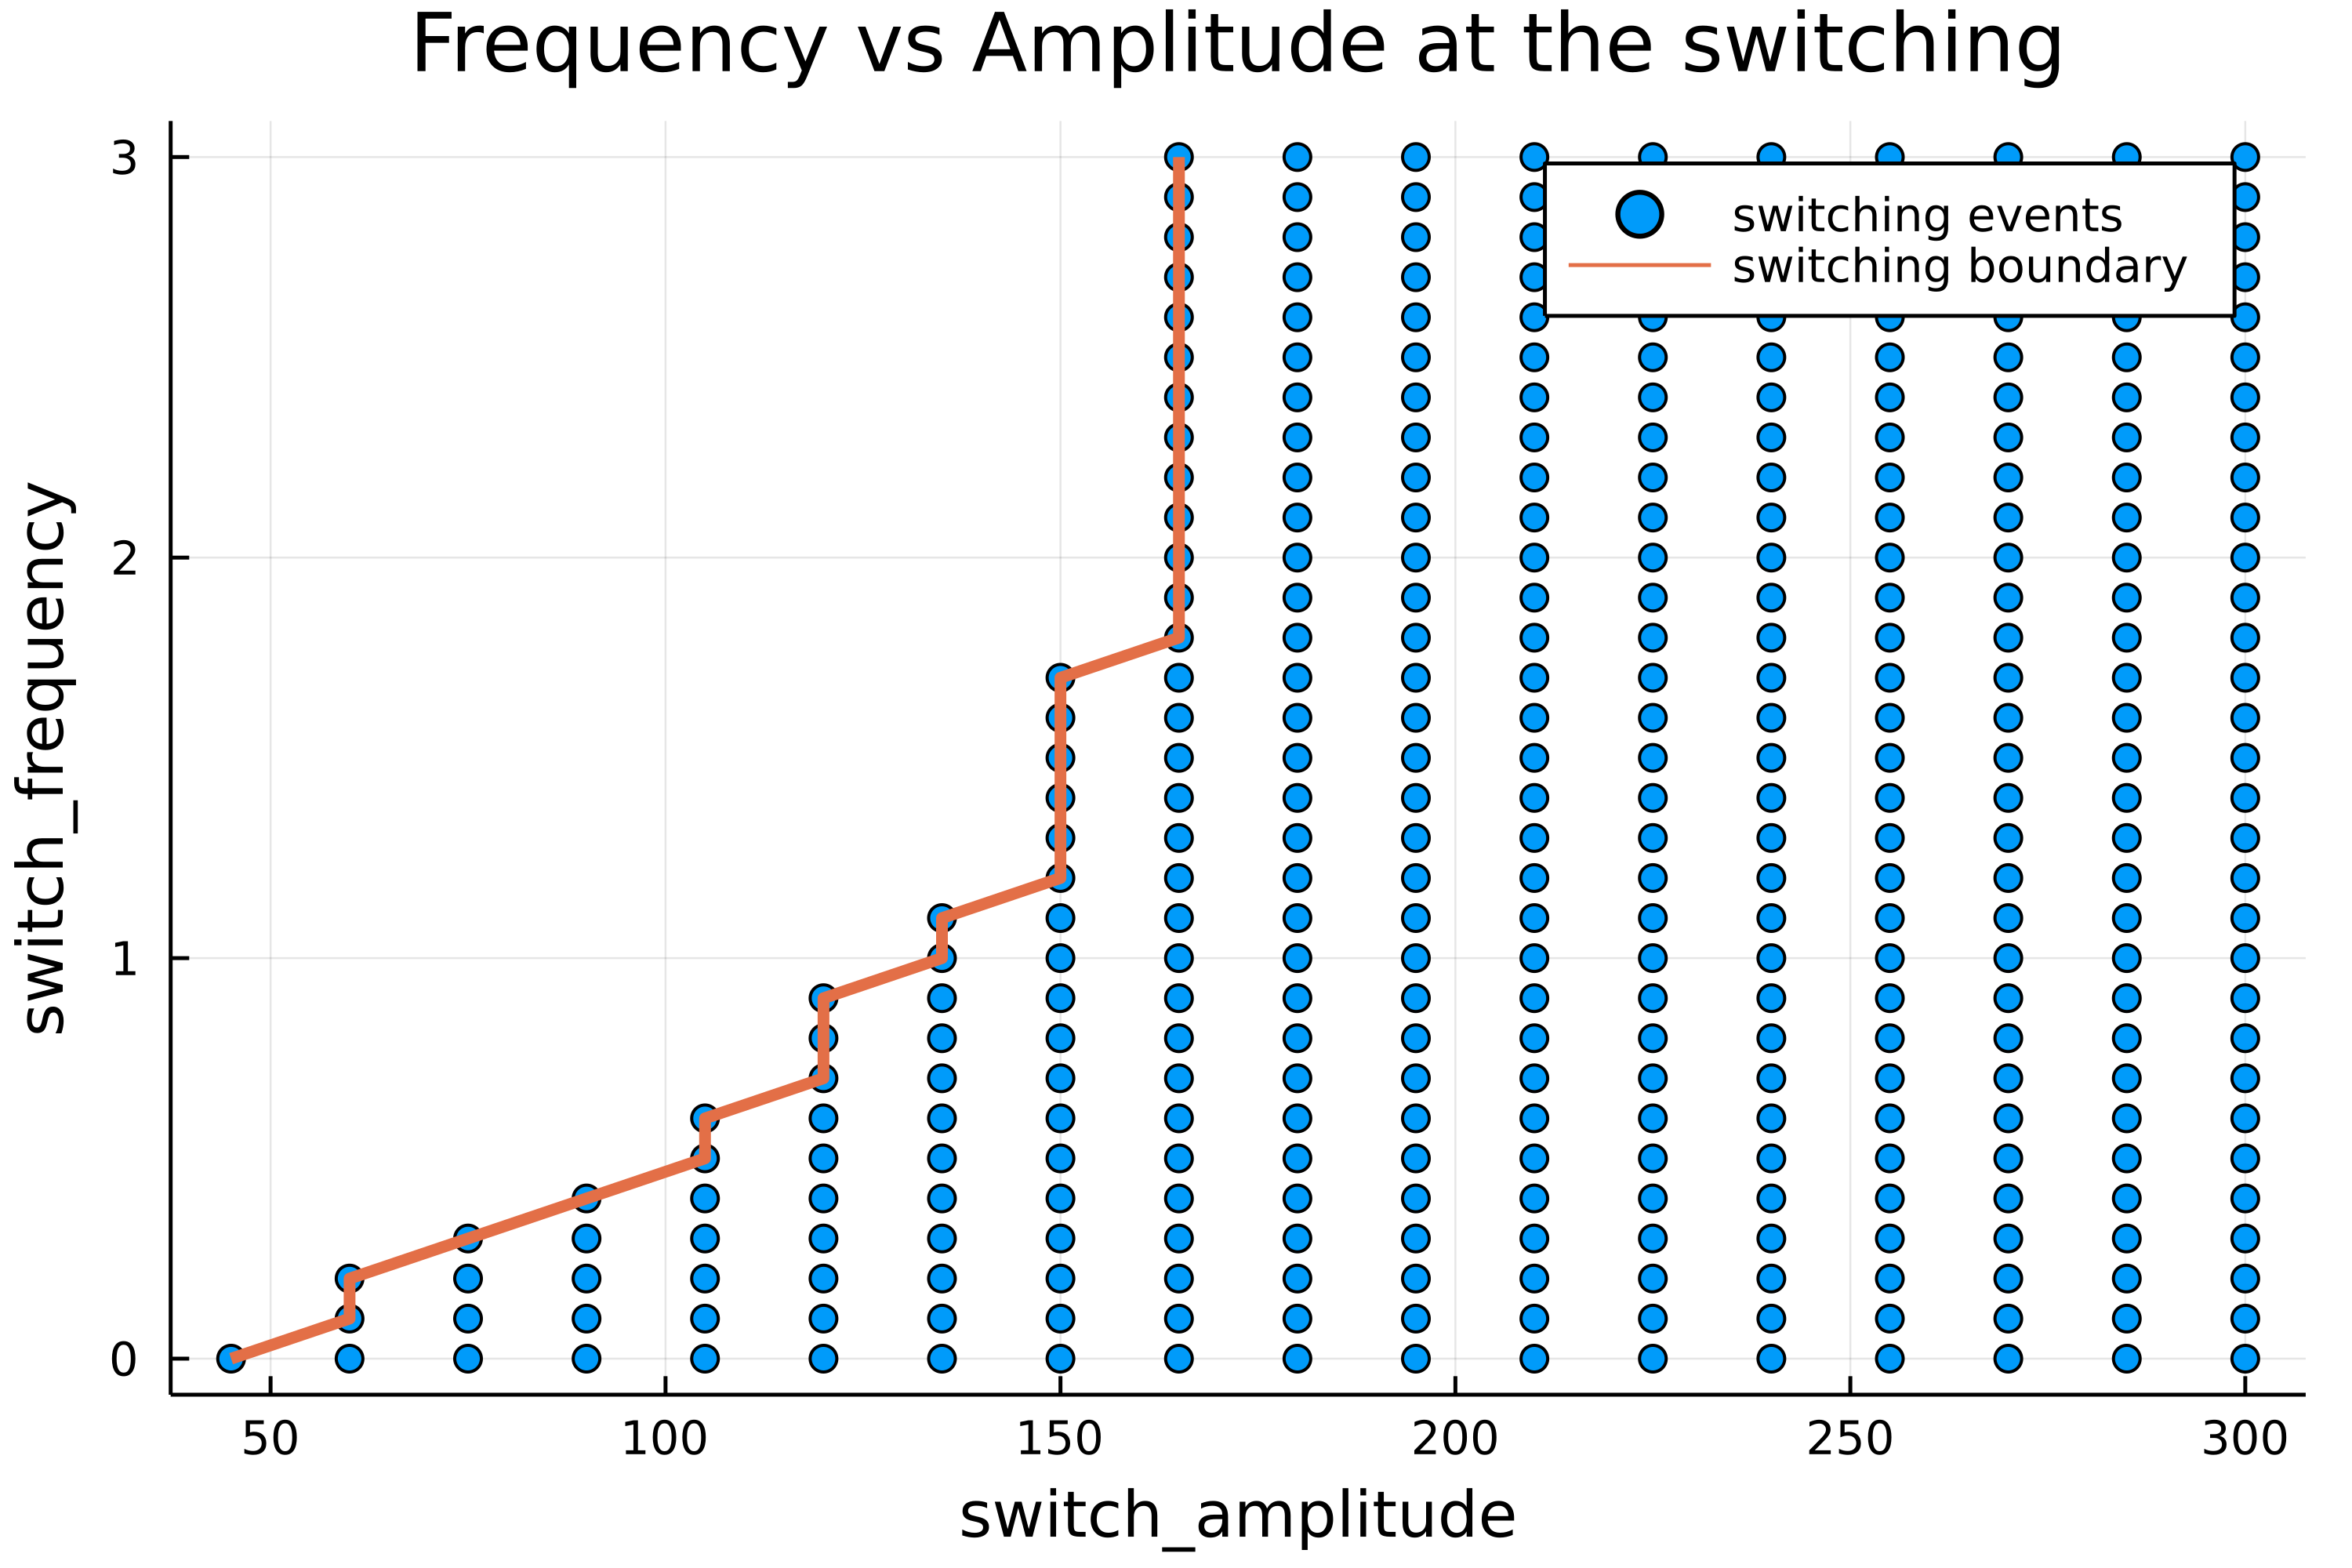 Frequency vs Amplitude at the switching
switching events
switching boundary
switch_frequency
3
2
1
0
50 100 150 200 250 300
switch_amplitude